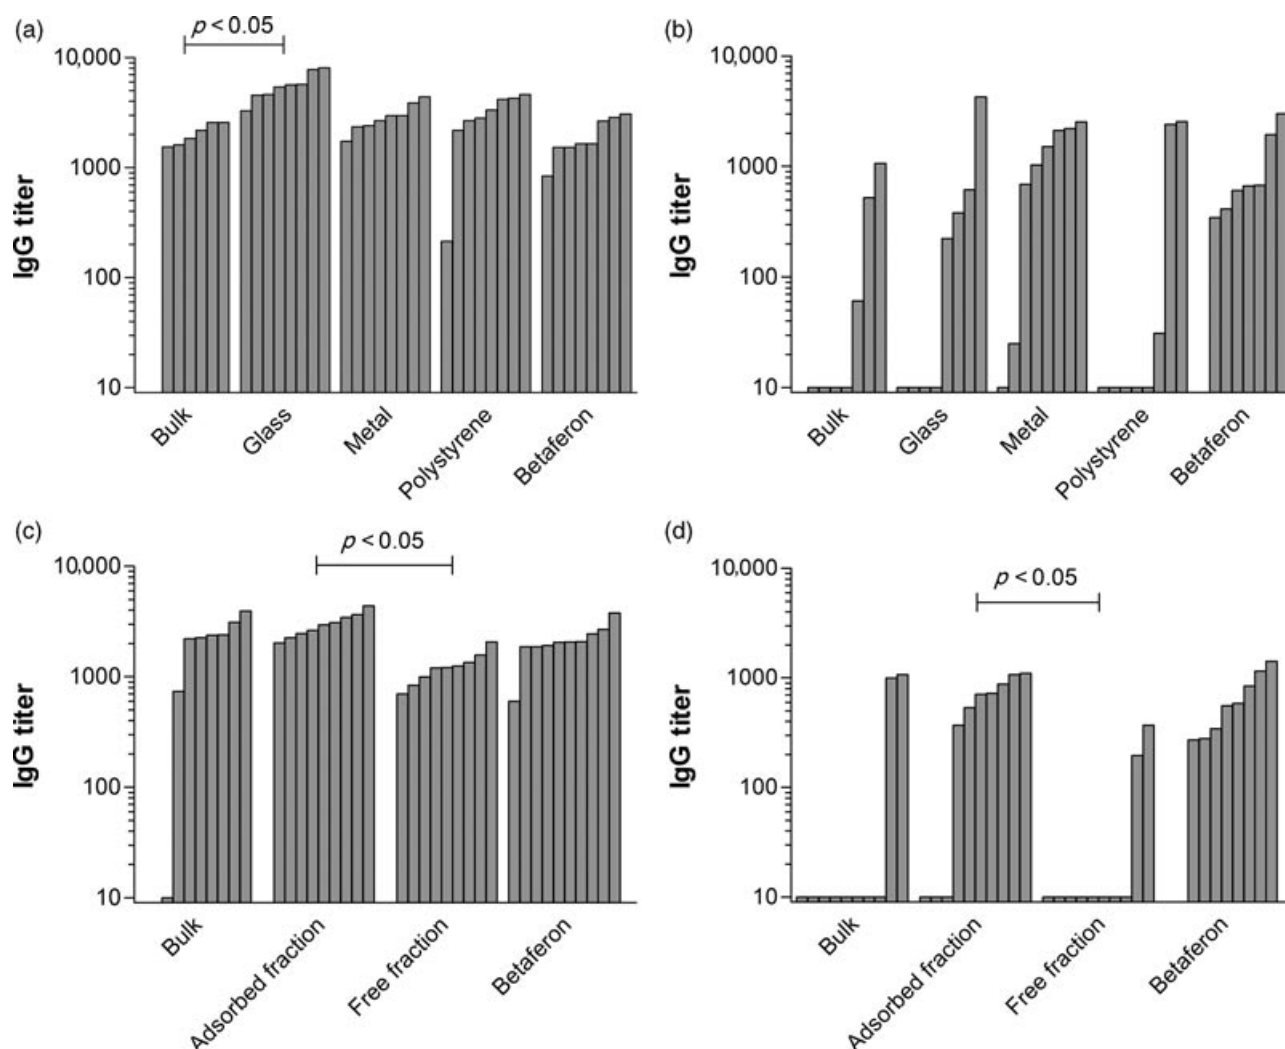 (a)
p < 0.05
10,000
1000
100
10
IgG titer
Bulk
Glass
Metal
Polystyrene
Betaferon
(b)
10,000
1000
100
10
IgG titer
Bulk
Glass
Metal
Polystyrene
Betaferon
(c)
p < 0.05
10,000
1000
100
10
IgG titer
Bulk
Adsorbed fraction
Free fraction
Betaferon
(d)
p < 0.05
10,000
1000
100
10
IgG titer
Bulk
Adsorbed fraction
Free fraction
Betaferon